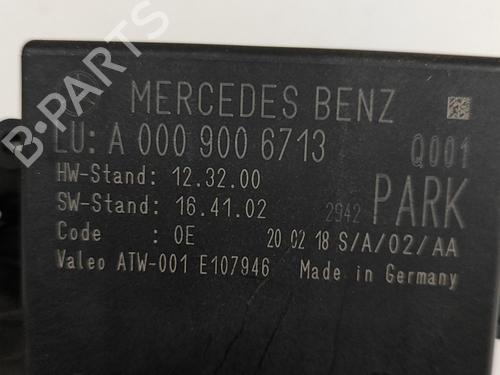 B-PARTS
MERCEDES BENZ
LU: A 000 900 6713 Q001
HW-Stand: 12.32.00
SW-Stand: 16.41.02 2942 PARK
Code : 0E 20 02 18 S/A/02/AA
Valeo ATW-001 E107946 Made in Germany